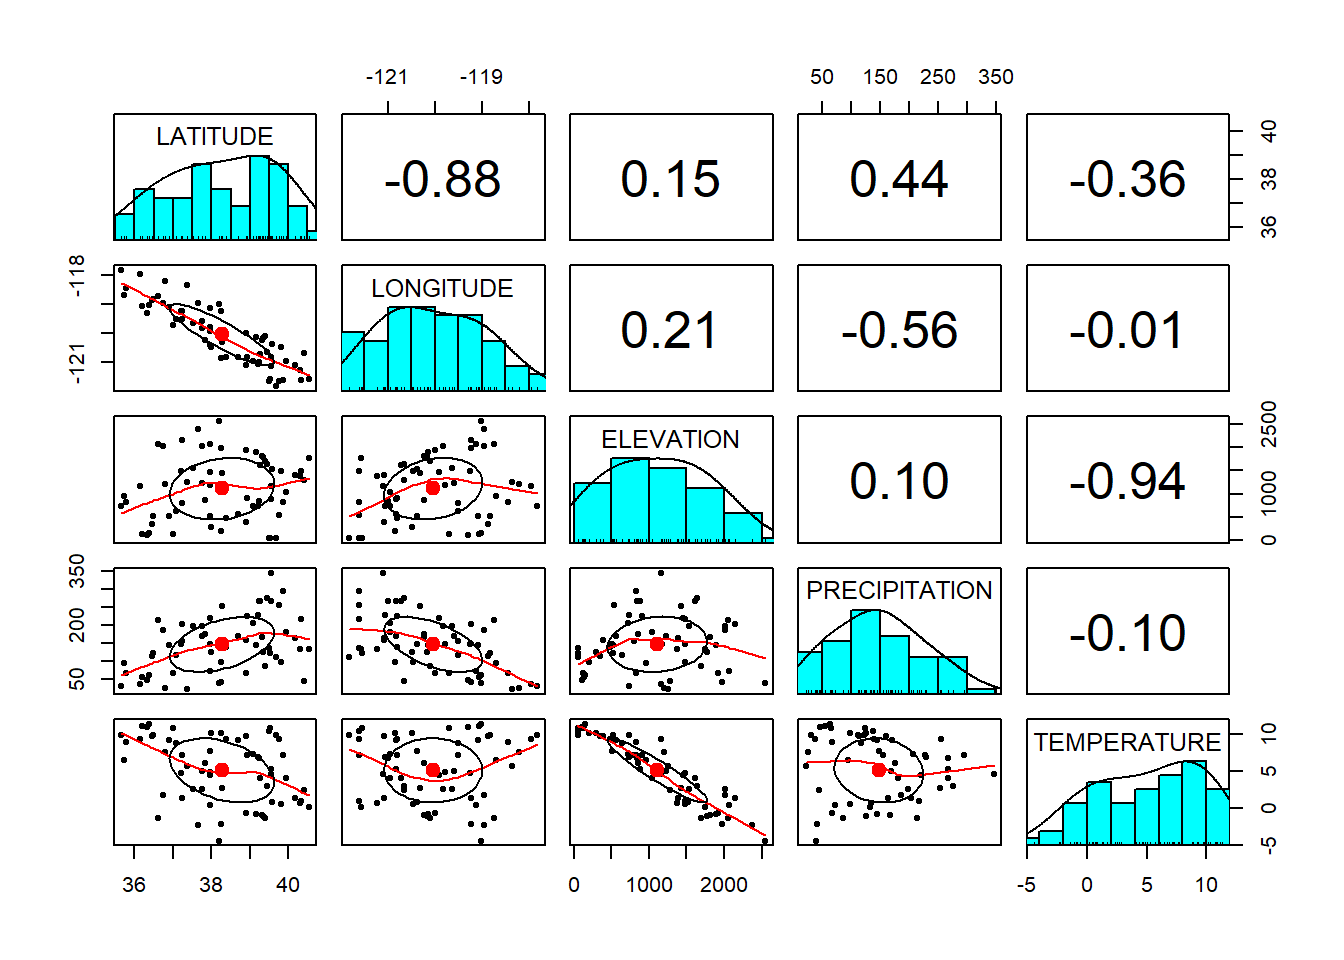 -121 -119 50 150 250 350
LATITUDE -0.88 0.15 0.44 -0.36 36 38 40
-121 -118 LONGITUDE 0.21 -0.56 -0.01
ELEVATION 0.10 -0.94 0 1000 2500
50 200 350 PRECIPITATION -0.10
TEMPERATURE -5 0 5 10
36 38 40 0 1000 2000 -5 0 5 10